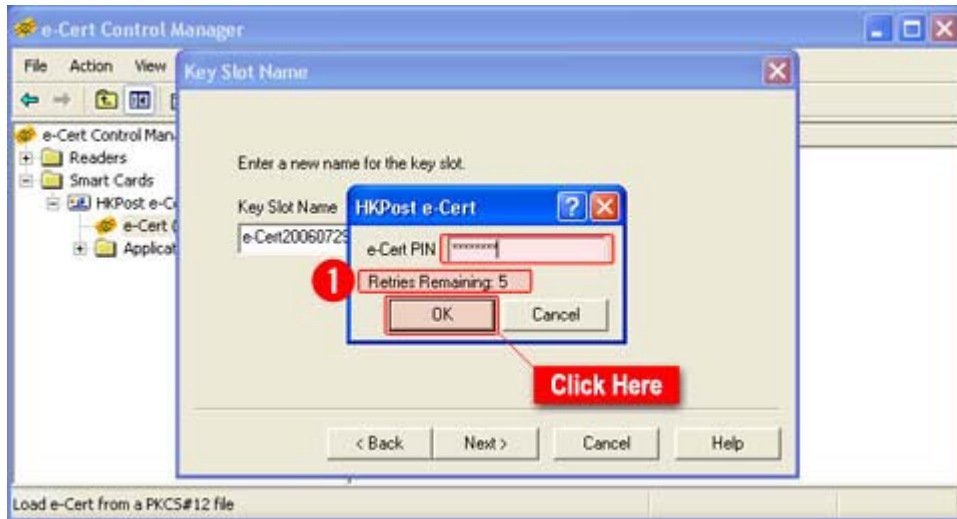 e-Cert Control Manager
File Action View
Key Slot Name
e-Cert Control Man
Readers
Smart Cards
HKPost e-C
e-Cert
Applicat
Enter a new name for the key slot.
Key Slot Name
e-Cert20060729
HKPost e-Cert
e-Cert PIN ********
1
Retries Remaining: 5
OK Cancel
Click Here
< Back Next > Cancel Help
Load e-Cert from a PKCS#12 file